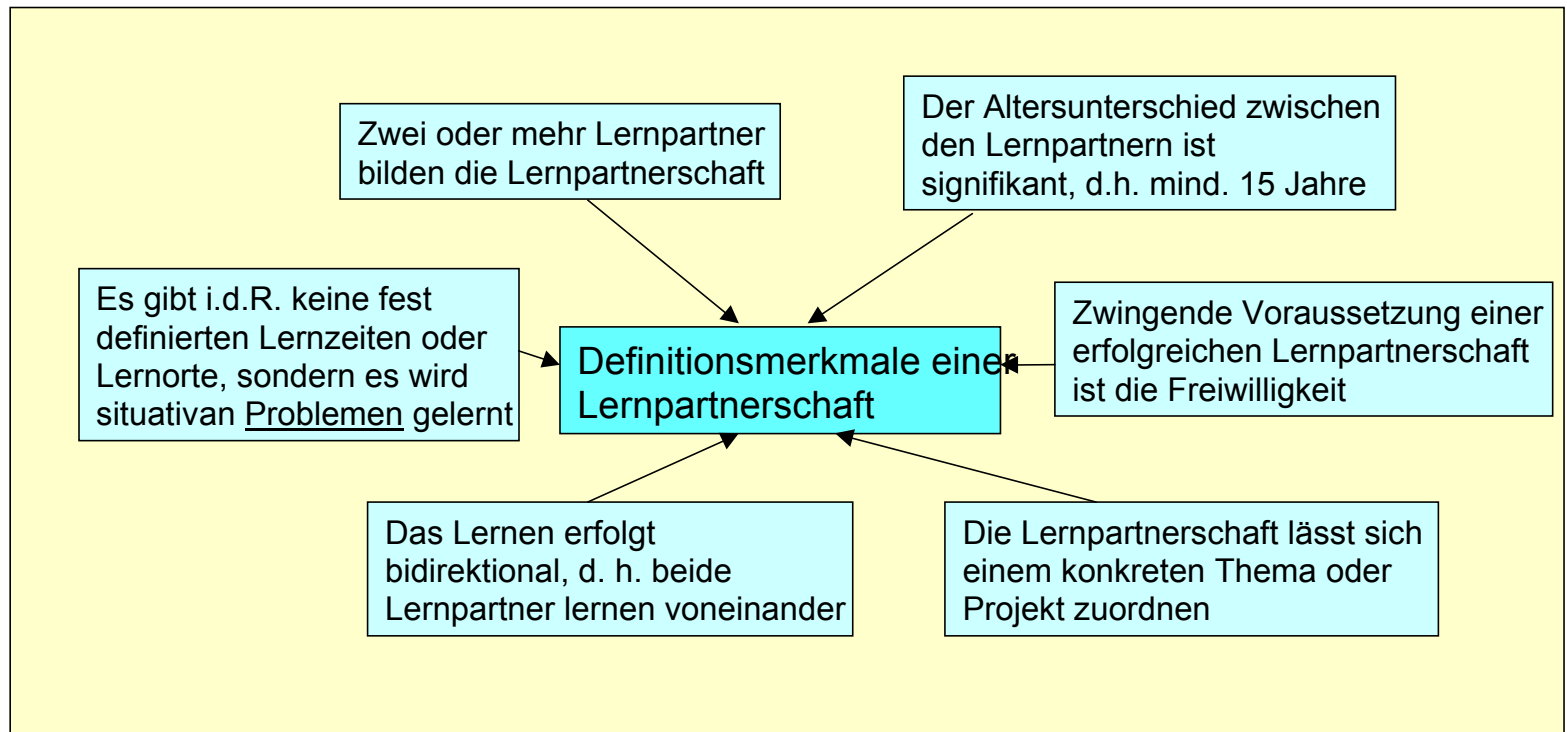 Zwei oder mehr Lernpartner
bilden die Lernpartnerschaft
Der Altersunterschied zwischen
den Lernpartnern ist
signifikant, d.h. mind. 15 Jahre
Es gibt i.d.R. keine fest
definierten Lernzeiten oder
Lernorte, sondern es wird
situativan Problemen gelernt
Definitionsmerkmale einer
Lernpartnerschaft
Zwingende Voraussetzung einer
erfolgreichen Lernpartnerschaft
ist die Freiwilligkeit
Das Lernen erfolgt
bidirektional, d. h. beide
Lernpartner lernen voneinander
Die Lernpartnerschaft lässt sich
einem konkreten Thema oder
Projekt zuordnen